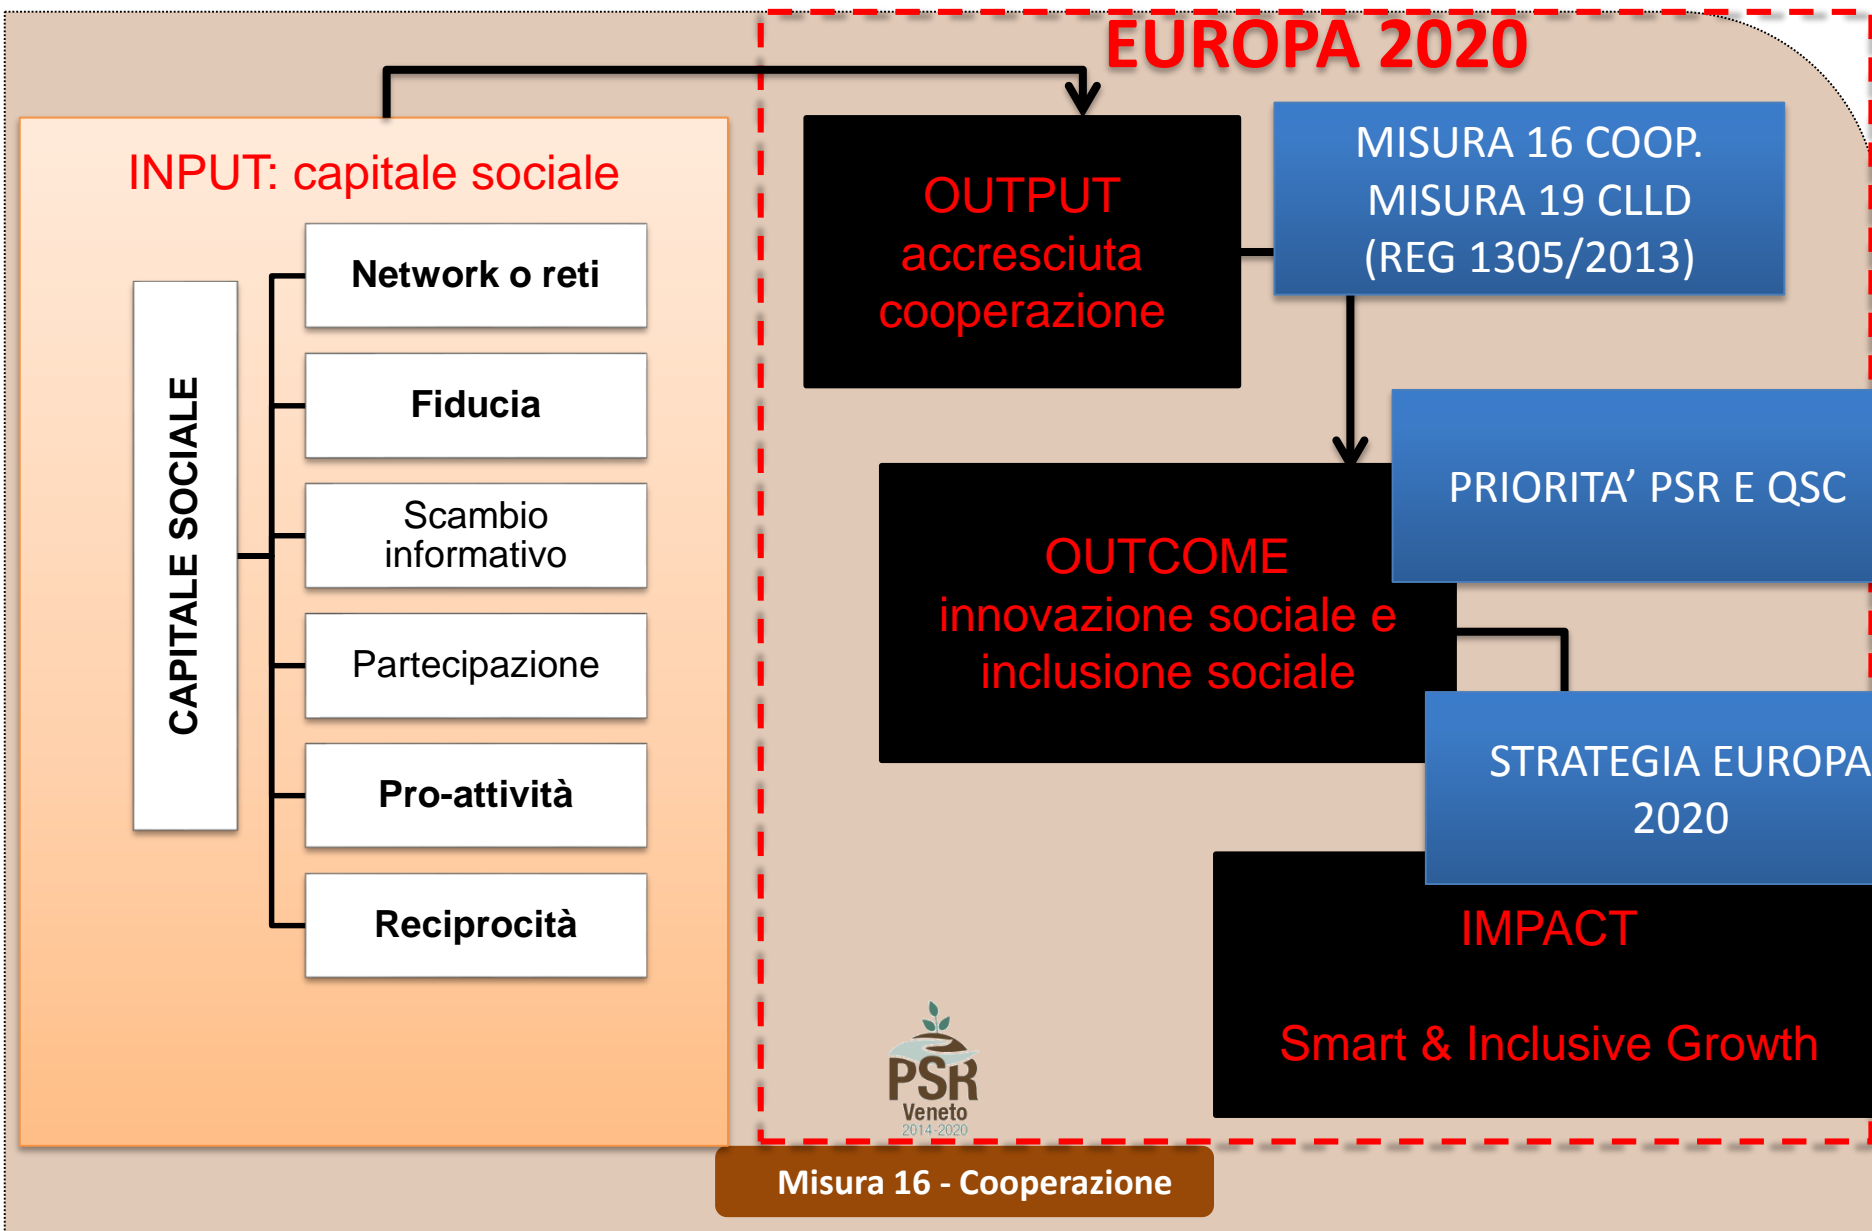 EUROPA 2020
INPUT: capitale sociale
CAPITALE SOCIALE
Network o reti
Fiducia
Scambio
informativo
Partecipazione
Pro-attività
Reciprocità
OUTPUT
accresciuta
cooperazione
MISURA 16 COOP.
MISURA 19 CLLD
(REG 1305/2013)
PRIORITA’ PSR E QSC
OUTCOME
innovazione sociale e
inclusione sociale
STRATEGIA EUROPA
2020
IMPACT
Smart & Inclusive Growth
PSR
Veneto
2014-2020
Misura 16 - Cooperazione